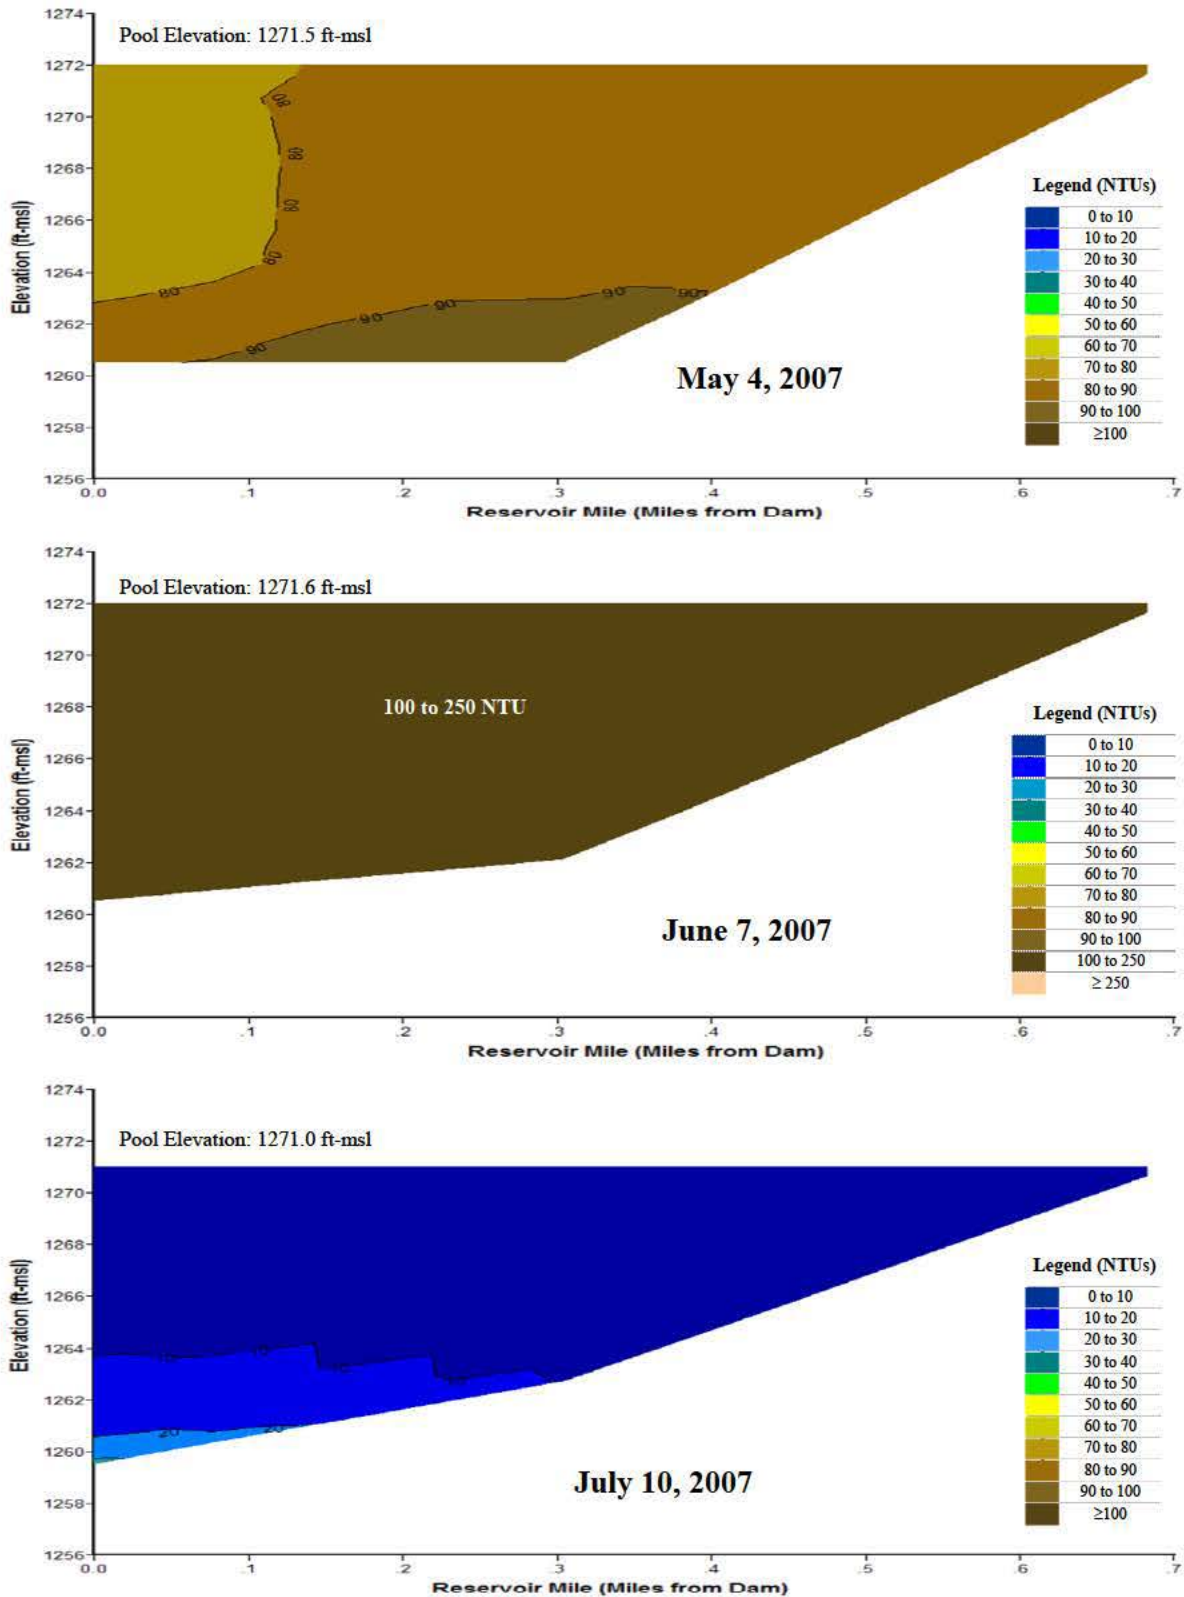 1274
Pool Elevation: 1271.5 ft-msl
1272
1270
1268
1266
1264
1262
1260
1258
1256
Elevation (ft-msl)
80
80
80
80
80
90
90
90
90
90
Legend (NTUs)
0 to 10
10 to 20
20 to 30
30 to 40
40 to 50
50 to 60
60 to 70
70 to 80
80 to 90
90 to 100
≥100
May 4, 2007
0.0 .1 .2 .3 .4 .5 .6 .7
Reservoir Mile (Miles from Dam)
1274
Pool Elevation: 1271.6 ft-msl
1272
1270
1268
1266
1264
1262
1260
1258
1256
Elevation (ft-msl)
100 to 250 NTU
Legend (NTUs)
0 to 10
10 to 20
20 to 30
30 to 40
40 to 50
50 to 60
60 to 70
70 to 80
80 to 90
90 to 100
100 to 250
≥ 250
June 7, 2007
0.0 .1 .2 .3 .4 .5 .6 .7
Reservoir Mile (Miles from Dam)
1274
Pool Elevation: 1271.0 ft-msl
1272
1270
1268
1266
1264
1262
1260
1258
1256
Elevation (ft-msl)
10
10
10
20
20
Legend (NTUs)
0 to 10
10 to 20
20 to 30
30 to 40
40 to 50
50 to 60
60 to 70
70 to 80
80 to 90
90 to 100
≥100
July 10, 2007
0.0 .1 .2 .3 .4 .5 .6 .7
Reservoir Mile (Miles from Dam)